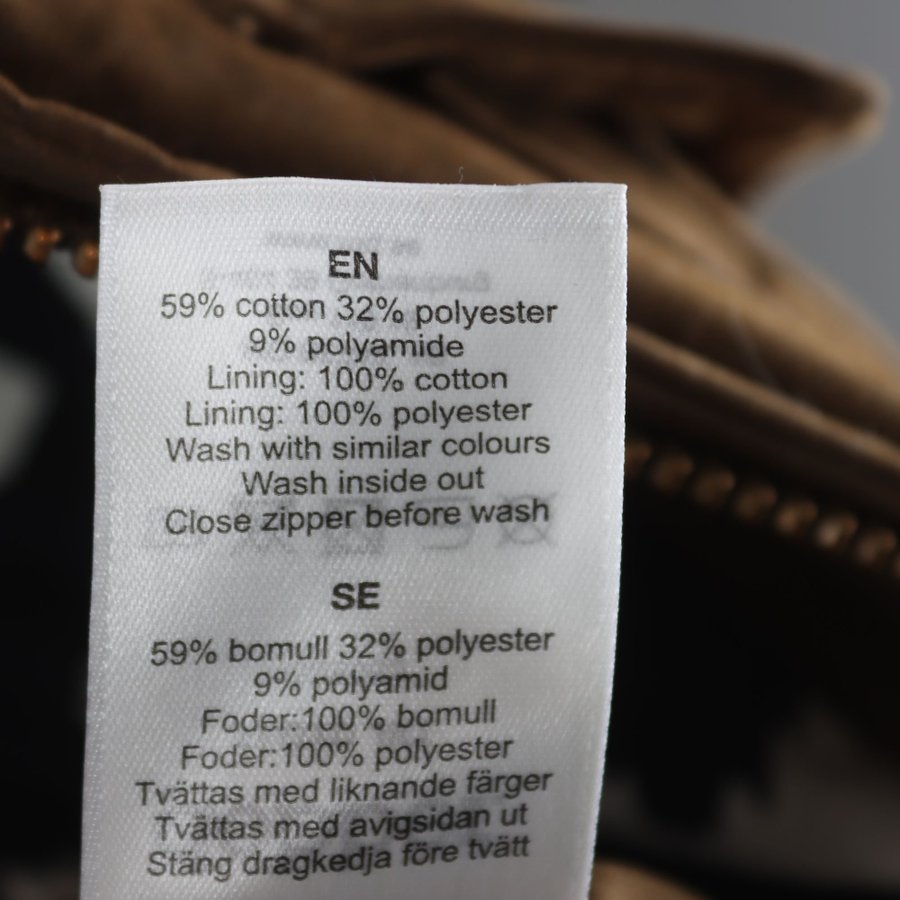 EN
59% cotton 32% polyester
9% polyamide
Lining: 100% cotton
Lining: 100% polyester
Wash with similar colours
Wash inside out
Close zipper before wash
SE
59% bomull 32% polyester
9% polyamid
Foder:100% bomull
Foder:100% polyester
Tvättas med liknande färger
Tvättas med avigsidan ut
Stäng dragkedja före tvätt